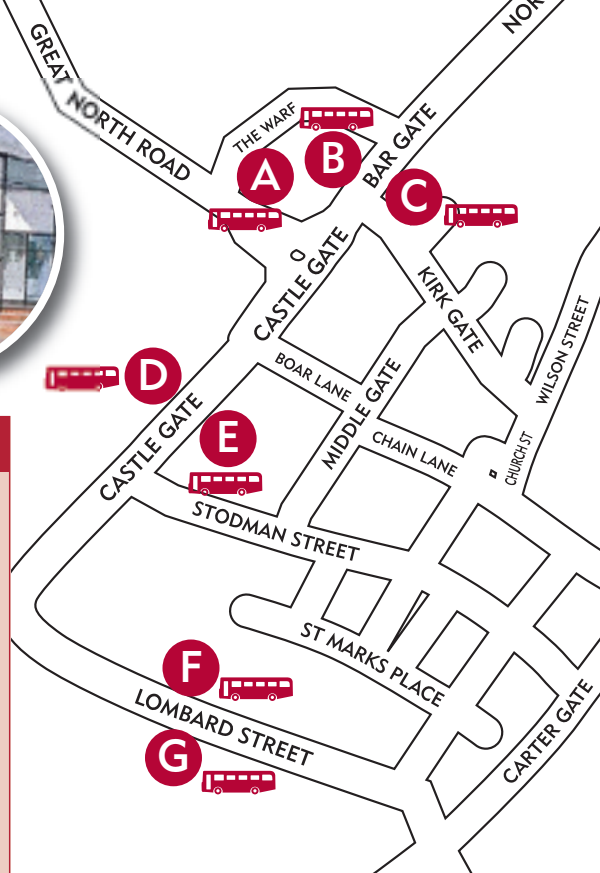 GREAT NORTH ROAD
NOR
THE WARF
BAR GATE
A
B
C
CASTLE GATE
KIRK GATE
WILSON STREET
BOAR LANE
MIDDLE GATE
D
E
CASTLE GATE
CHAIN LANE
CHURCH ST
STODMAN STREET
ST MARKS PLACE
F
LOMBARD STREET
G
CARTER GATE